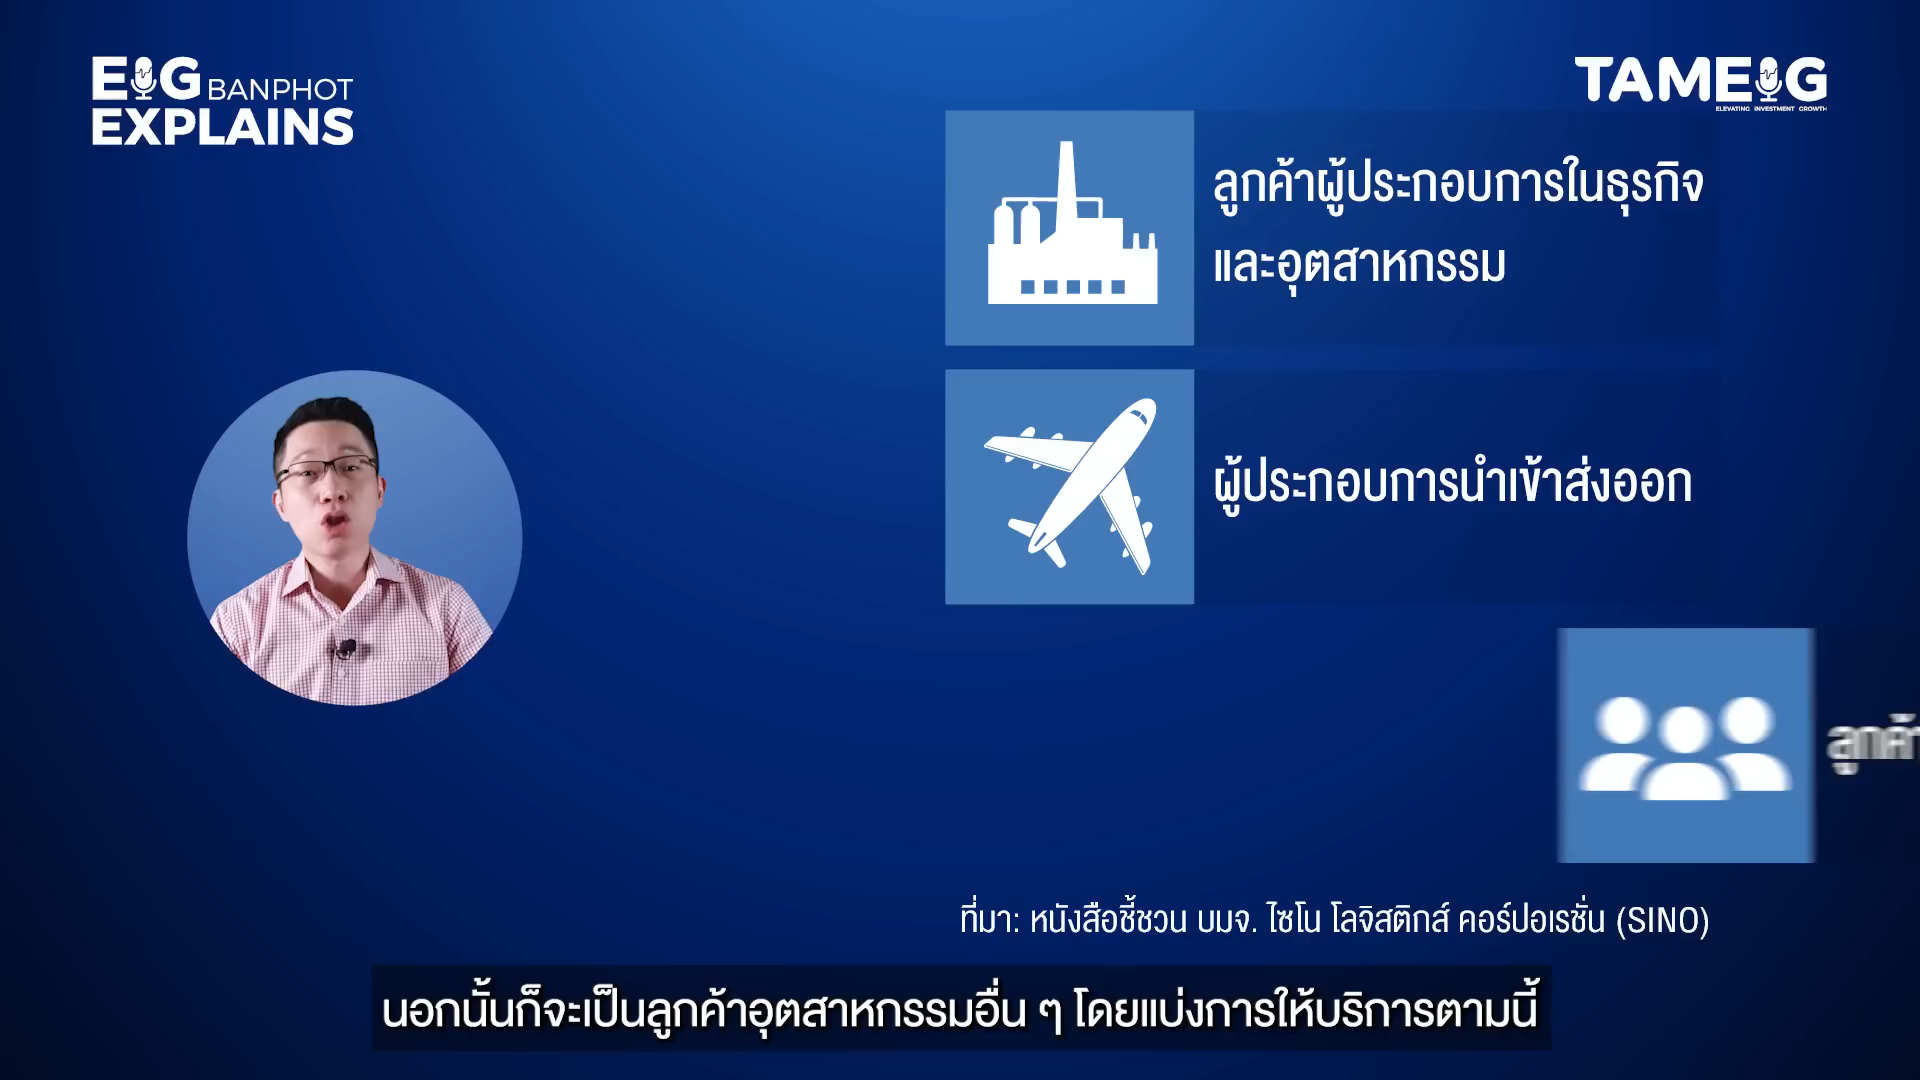 EIG BANPHOT
EXPLAINS
TAMEIG
ELEVATING INVESTMENT GROWTH
ลูกค้าผู้ประกอบการในธุรกิจ
และอุตสาหกรรม
ผู้ประกอบการนำเข้าส่งออก
ลูกค้า
ที่มา: หนังสือชี้ชวน บมจ. ไซโน โลจิสติกส์ คอร์ปอเรชั่น (SINO)
นอกนั้นก็จะเป็นลูกค้าอุตสาหกรรมอื่น ๆ โดยแบ่งการให้บริการตามนี้